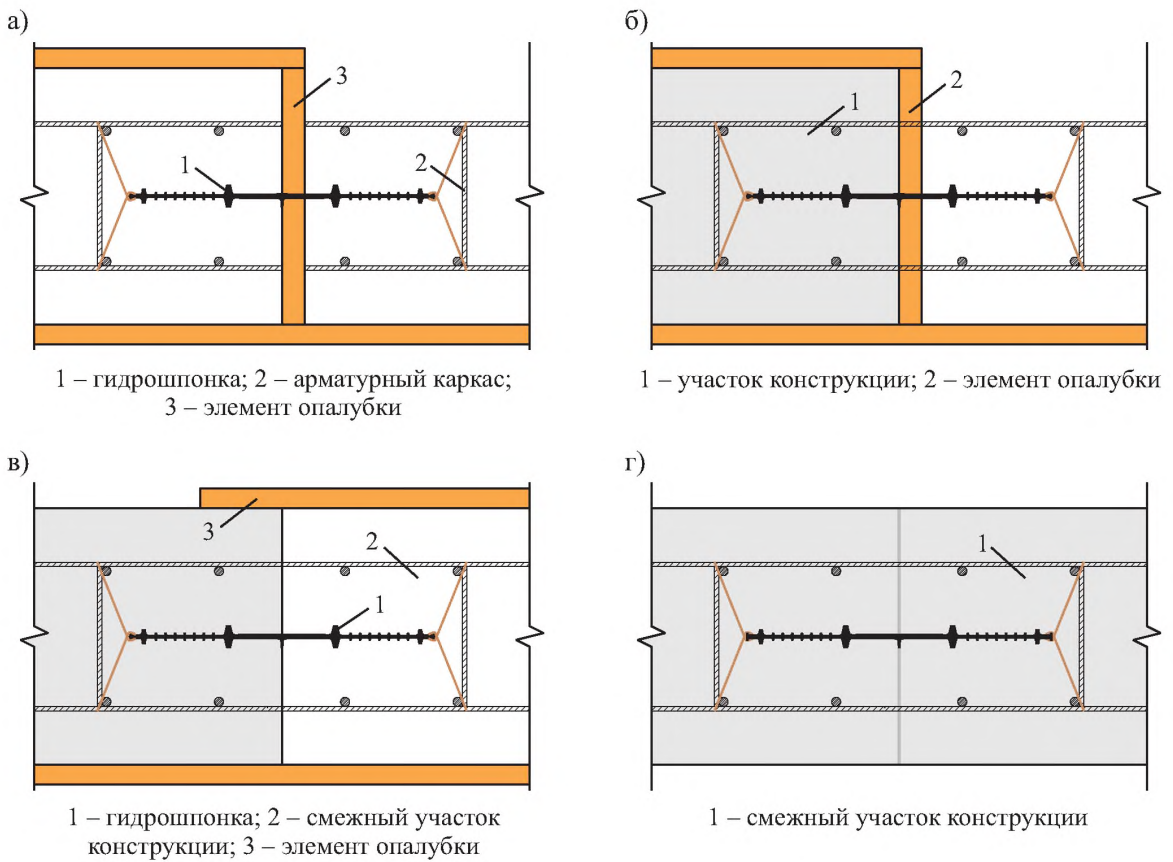 а)
3
1
2
1 – гидрошпонка; 2 – арматурный каркас;
3 – элемент опалубки
б)
1
2
1 – участок конструкции; 2 – элемент опалубки
в)
3
2
1
1 – гидрошпонка; 2 – смежный участок
конструкции; 3 – элемент опалубки
г)
1
1 – смежный участок конструкции